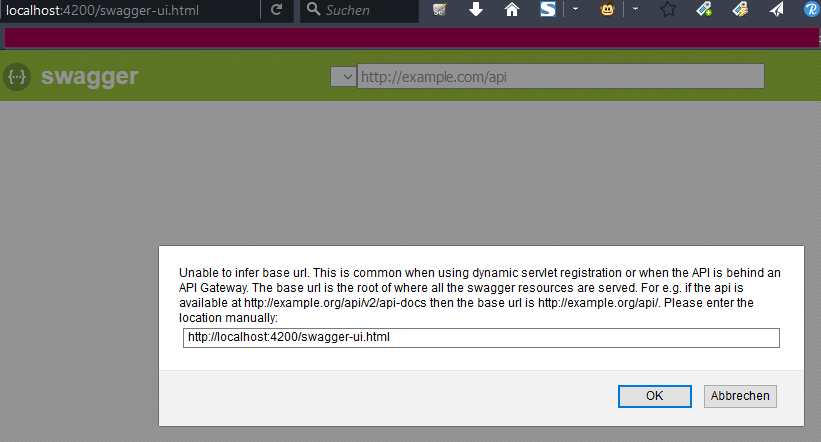 localhost:4200/swagger-ui.html
Suchen
{··} swagger
http://example.com/api
Unable to infer base url. This is common when using dynamic servlet registration or when the API is behind an
API Gateway. The base url is the root of where all the swagger resources are served. For e.g. if the api is
available at http://example.org/api/v2/api-docs then the base url is http://example.org/api/. Please enter the
location manually:
http://localhost:4200/swagger-ui.html
OK
Abbrechen